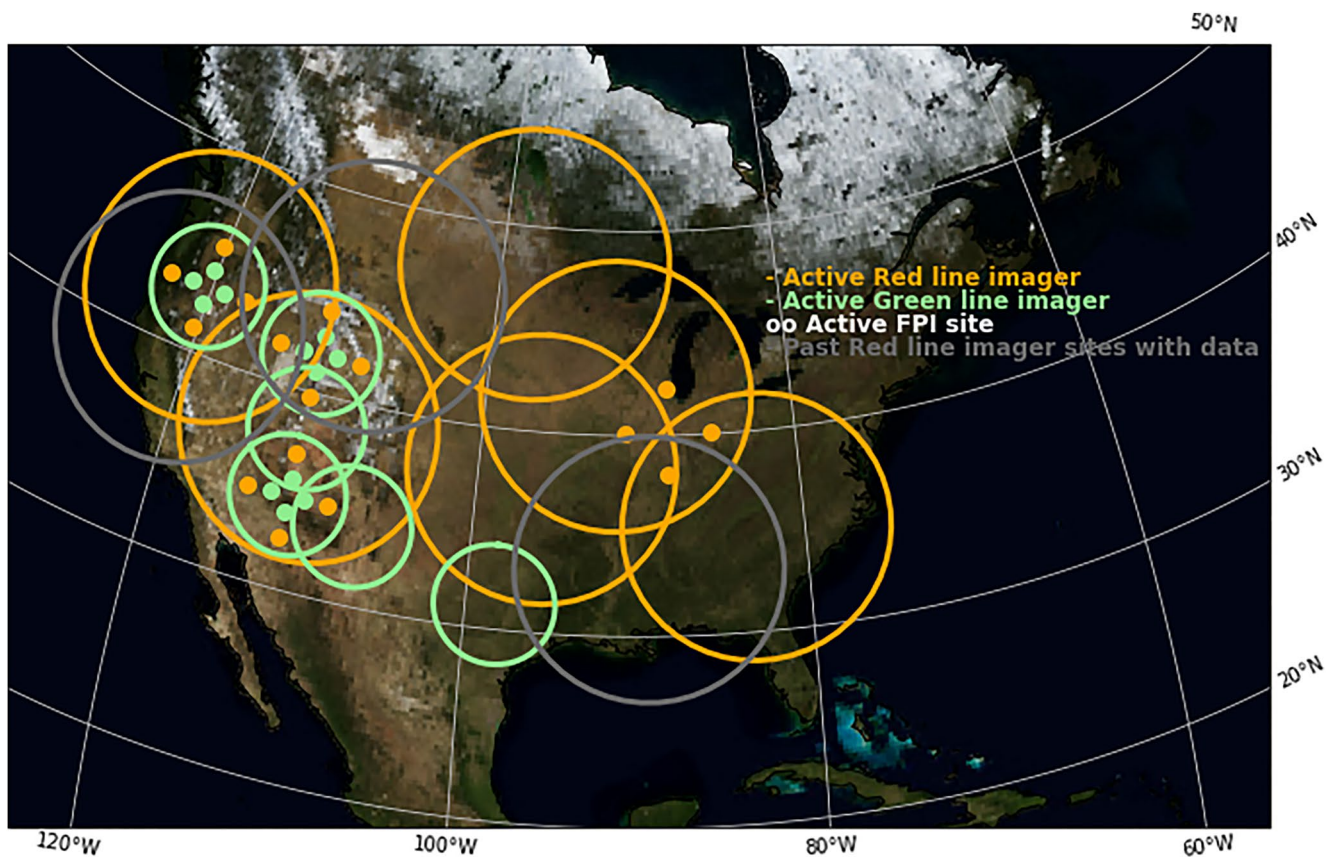 50°N
40°N
- Active Red line imager
- Active Green line imager
oo Active FPI site
Past Red line imager sites with data
30°N
20°N
120°W 100°W 80°W 60°W